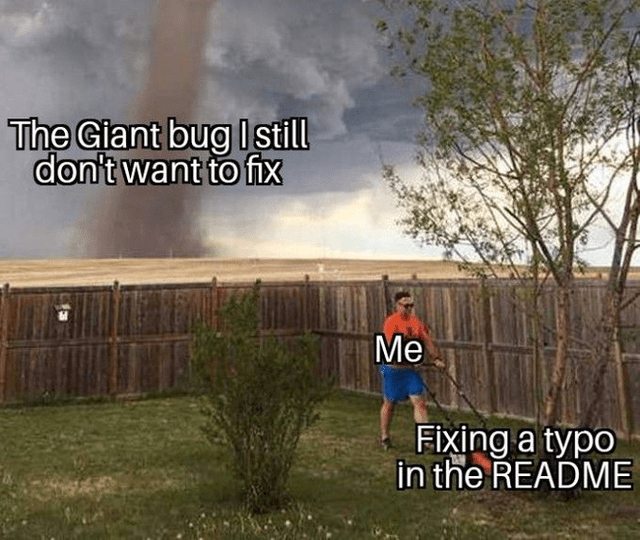 The Giant bug I still
don't want to fix
Me
Fixing a typo
in the README